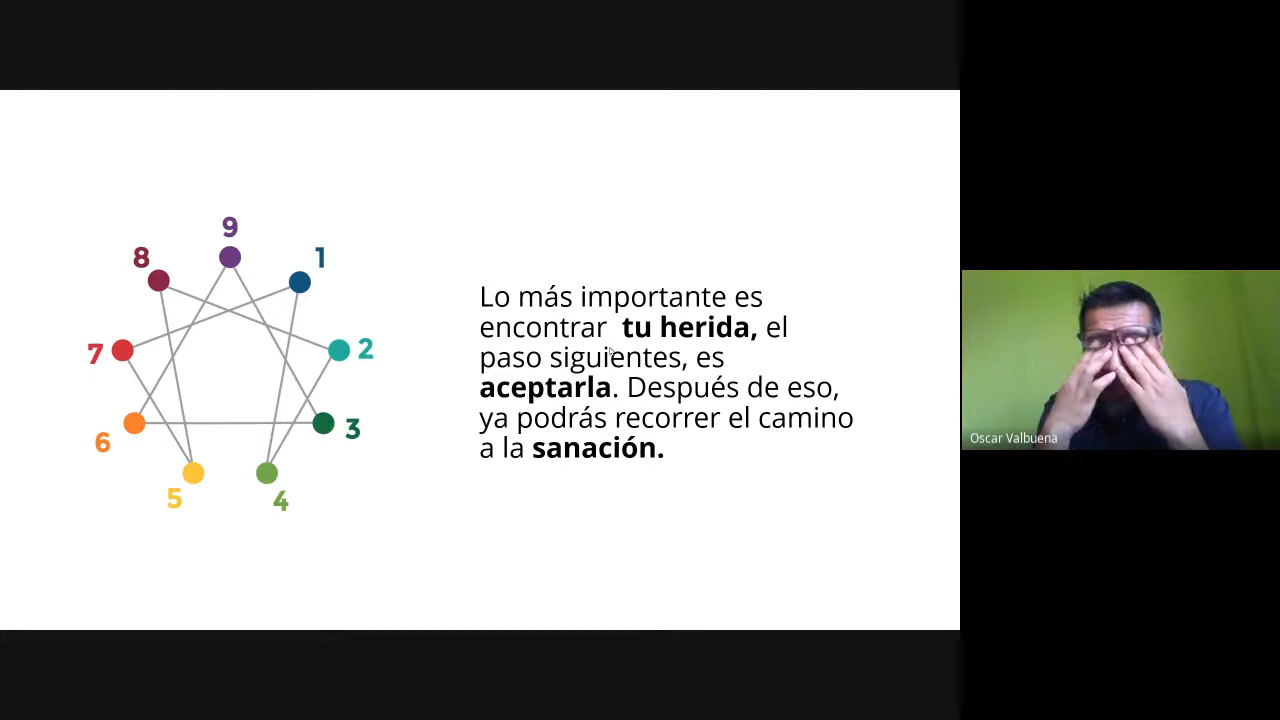 9
8
1
7
2
6
3
5
4
Lo más importante es
encontrar tu herida, el
paso siguientes, es
aceptarla. Después de eso,
ya podrás recorrer el camino
a la sanación.
Oscar Valbuena